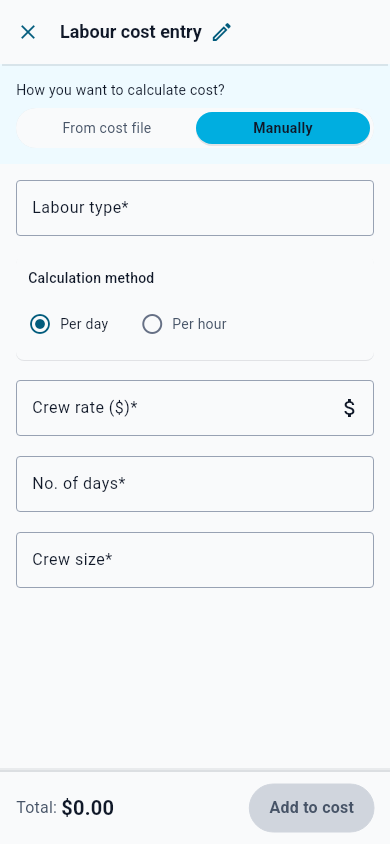 Labour cost entry
How you want to calculate cost?
From cost file
Manually
Labour type*
Calculation method
Per day
Per hour
Crew rate ($)*
$
No. of days*
Crew size*
Total: $0.00
Add to cost